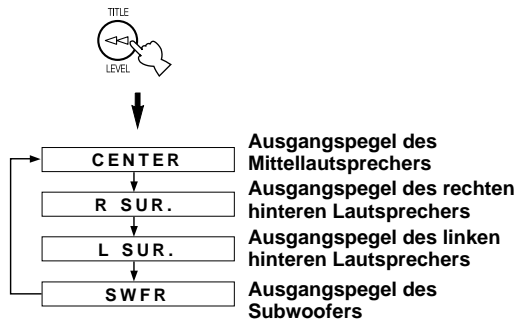 TITLE
LEVEL
CENTER
Ausgangspegel des
Mittellautsprechers
R SUR.
Ausgangspegel des rechten
hinteren Lautsprechers
L SUR.
Ausgangspegel des linken
hinteren Lautsprechers
SWFR
Ausgangspegel des
Subwoofers